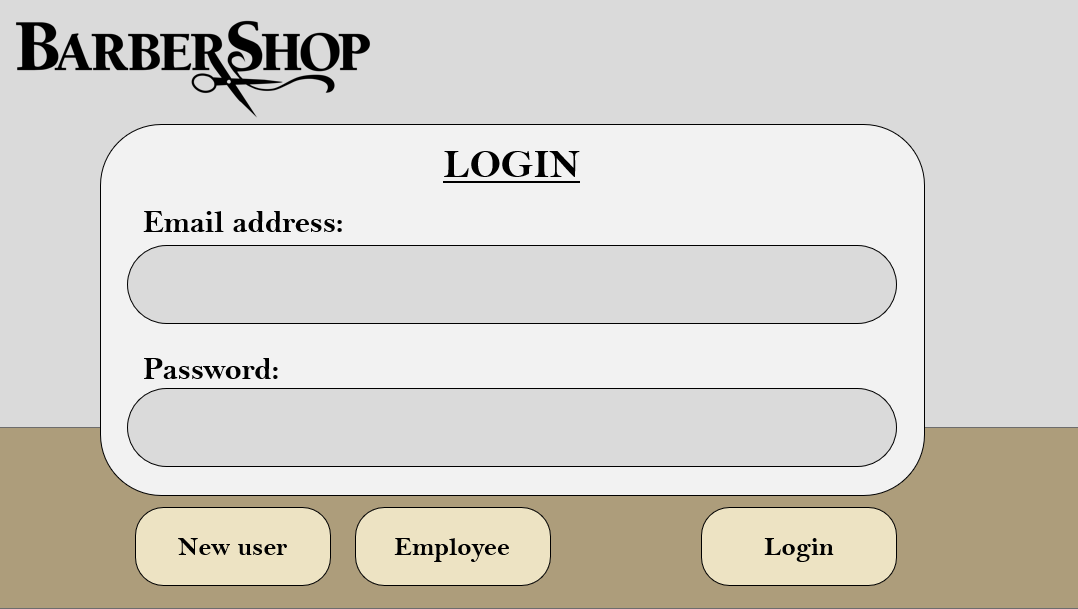 BARBERSHOP
LOGIN
Email address:
Password:
New user Employee Login